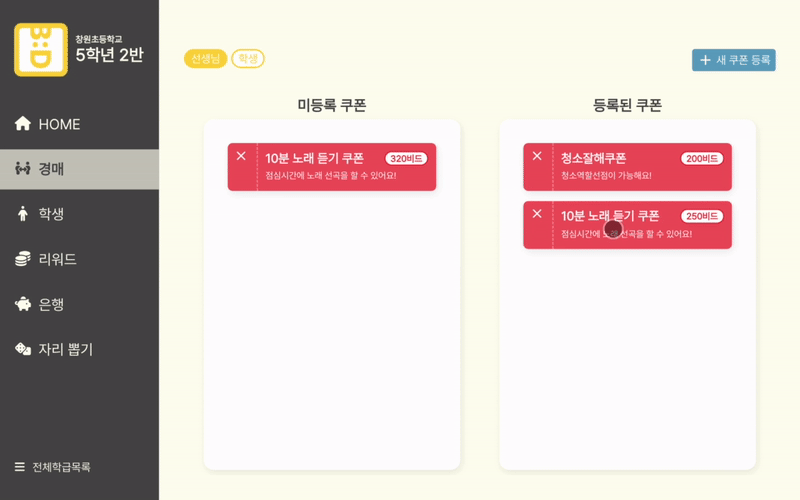 창원초등학교
5학년 2반
HOME
경매
학생
리워드
은행
자리 뽑기
전체학급목록
선생님
학생
새 쿠폰 등록
미등록 쿠폰
10분 노래 듣기 쿠폰
320비드
점심시간에 노래 선곡을 할 수 있어요!
등록된 쿠폰
청소잘해쿠폰
200비드
청소역할선점이 가능해요!
10분 노래 듣기 쿠폰
250비드
점심시간에 노래 선곡을 할 수 있어요!